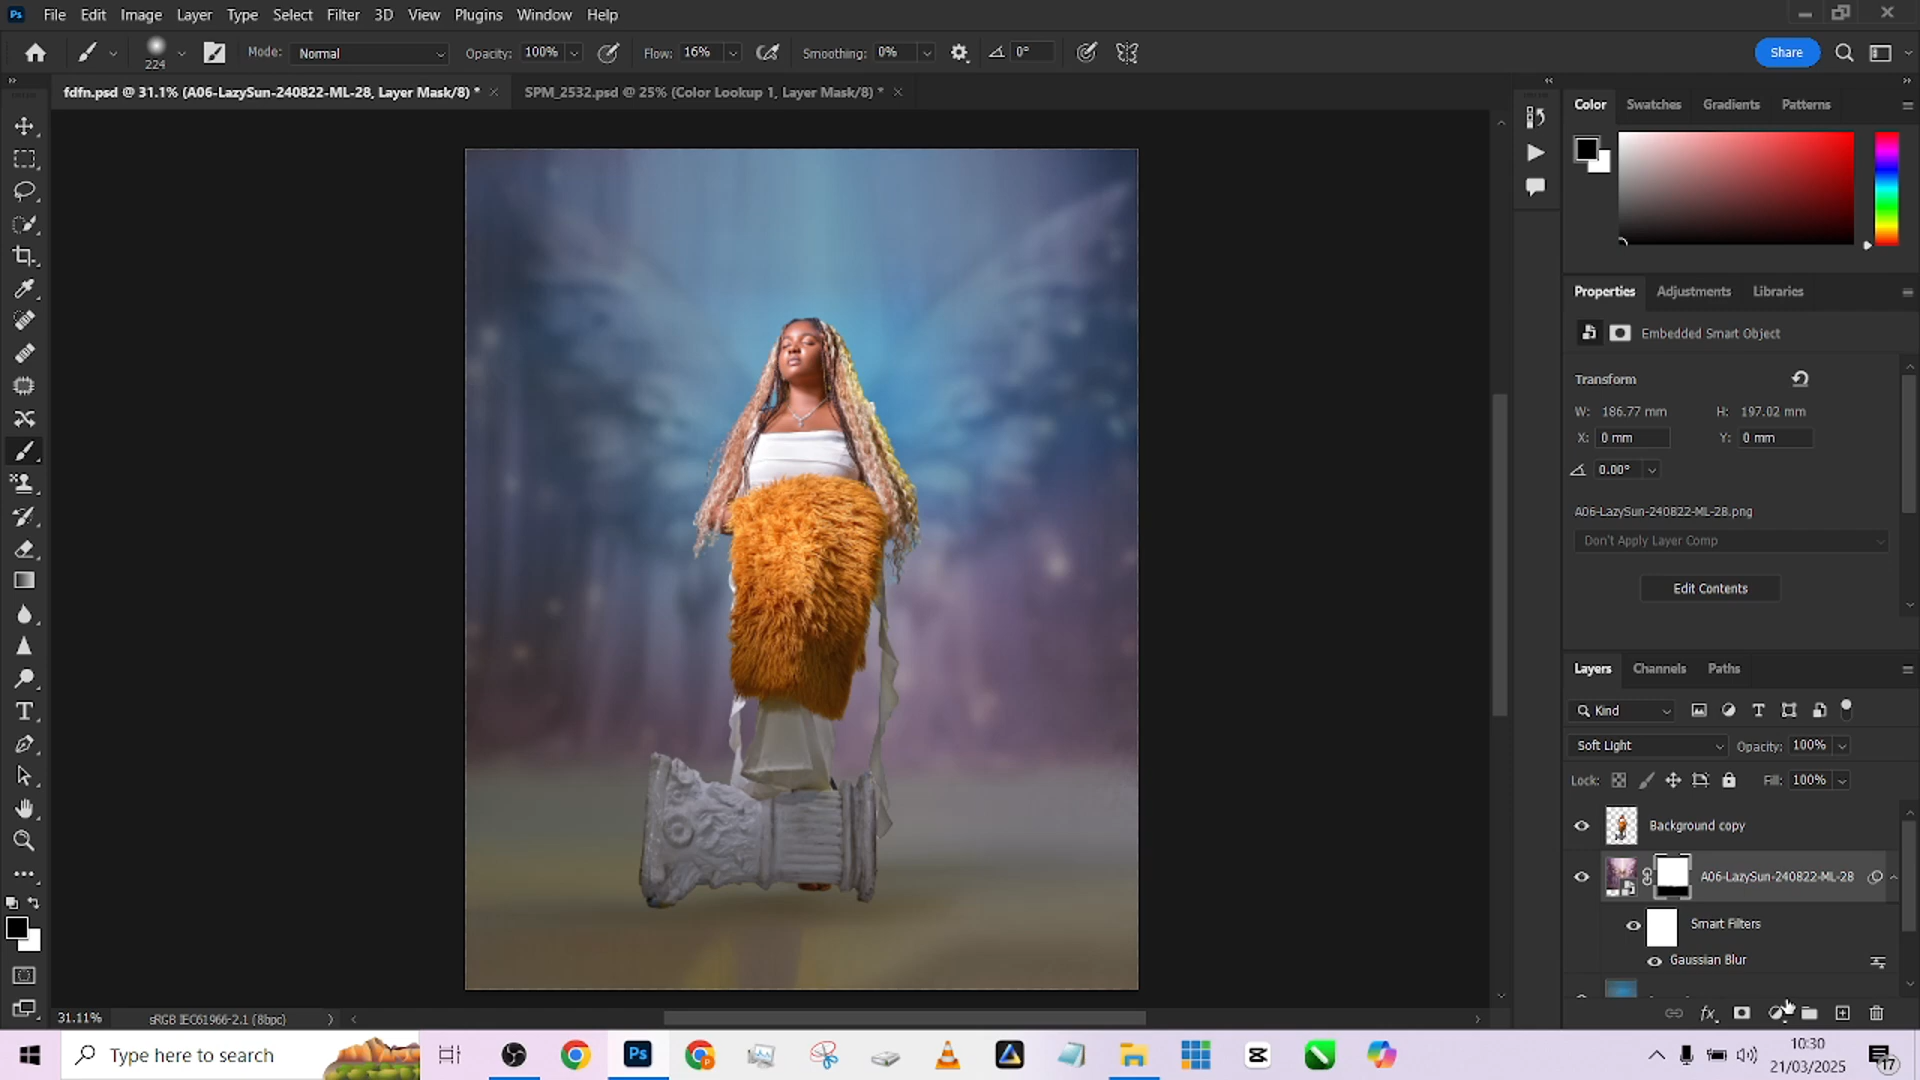 Ps File Edit Image Layer Type Select Filter 3D View Plugins Window Help
224 Mode: Normal Opacity: 100% Flow: 16% Smoothing: 0% 0° Share
fdfn.psd @ 31.1% (A06-LazySun-240822-ML-28, Layer Mask/8) * SPM_2532.psd @ 25% (Color Lookup 1, Layer Mask/8) *
Color Swatches Gradients Patterns
Properties Adjustments Libraries
Embedded Smart Object
Transform
W: 186.77 mm H: 197.02 mm
X: 0 mm Y: 0 mm
0.00°
A06-LazySun-240822-ML-28.png
Don't Apply Layer Comp
Edit Contents
Layers Channels Paths
Kind
Soft Light Opacity: 100%
Lock: Fill: 100%
Background copy
A06-LazySun-240822-ML-28
Smart Filters
Gaussian Blur
fx
31.11% sRGB IEC61966-2.1 (8bpc)
Type here to search Ps
10:30
21/03/2025
17